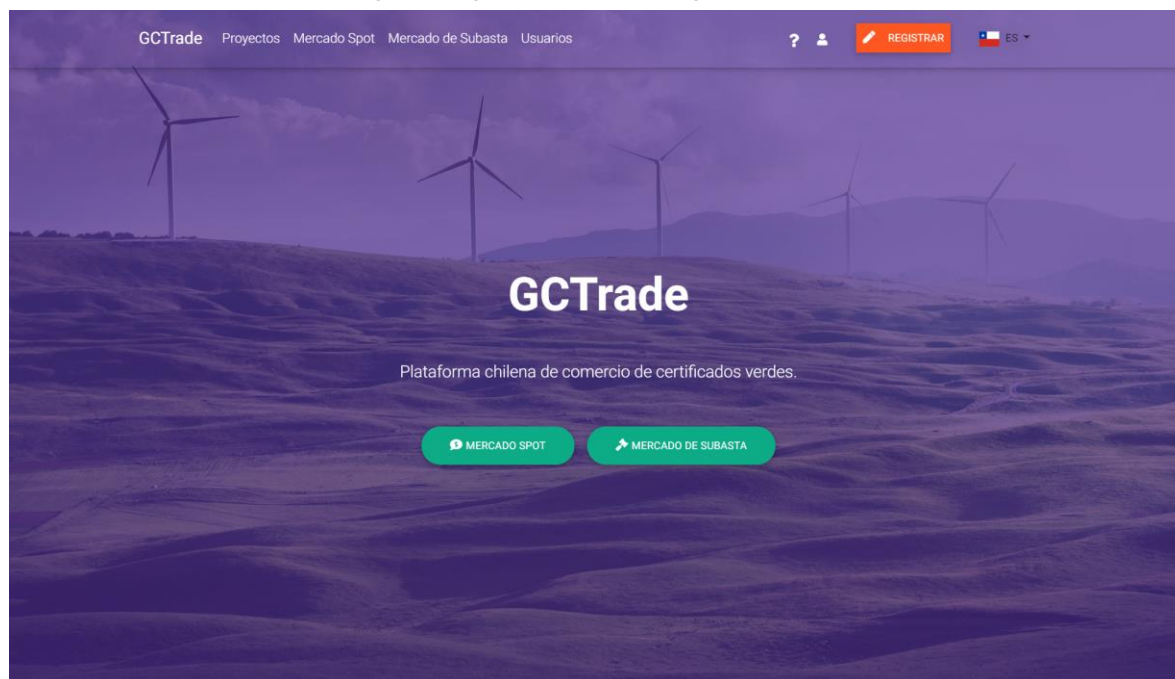 GCTrade Proyectos Mercado Spot Mercado de Subasta Usuarios ? REGISTRAR ES
GCTrade
Plataforma chilena de comercio de certificados verdes.
MERCADO SPOT MERCADO DE SUBASTA